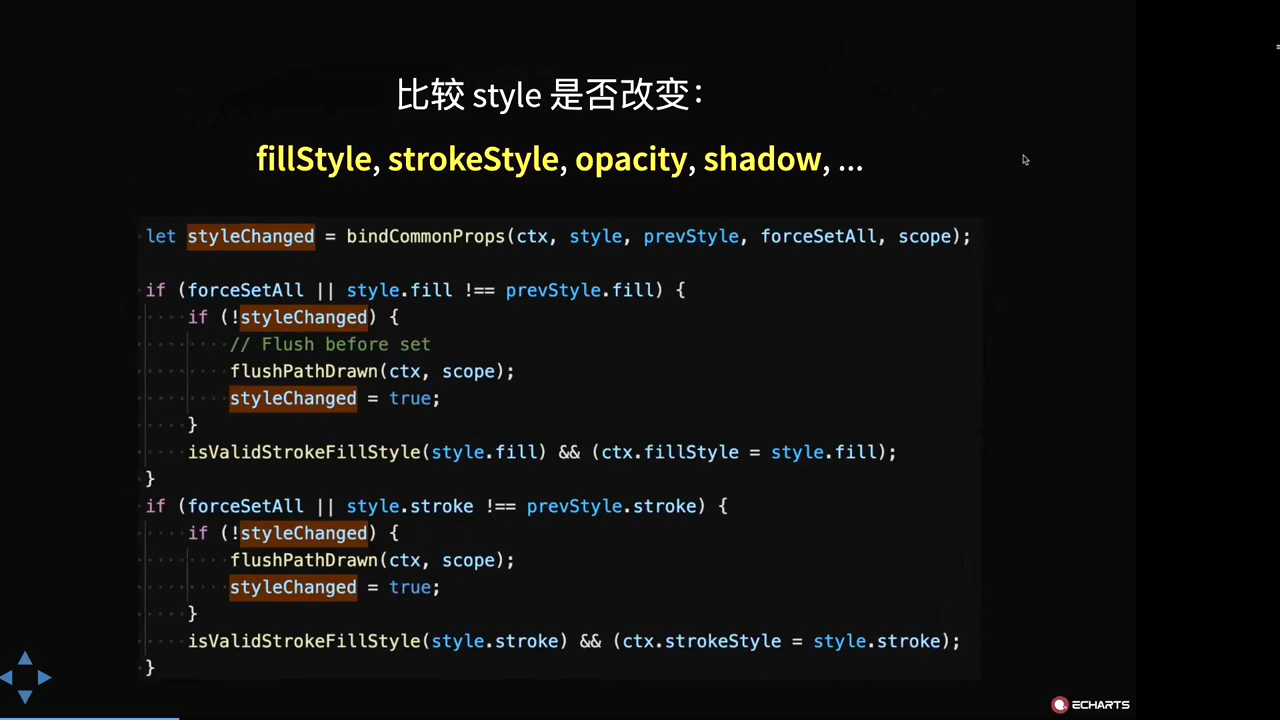 比较 style 是否改变：
fillStyle, strokeStyle, opacity, shadow, ...
let styleChanged = bindCommonProps(ctx, style, prevStyle, forceSetAll, scope);
if (forceSetAll || style.fill !== prevStyle.fill) {
if (!styleChanged) {
// Flush before set
flushPathDrawn(ctx, scope);
styleChanged = true;
}
isValidStrokeFillStyle(style.fill) && (ctx.fillStyle = style.fill);
}
if (forceSetAll || style.stroke !== prevStyle.stroke) {
if (!styleChanged) {
flushPathDrawn(ctx, scope);
styleChanged = true;
}
isValidStrokeFillStyle(style.stroke) && (ctx.strokeStyle = style.stroke);
}
ECHARTS